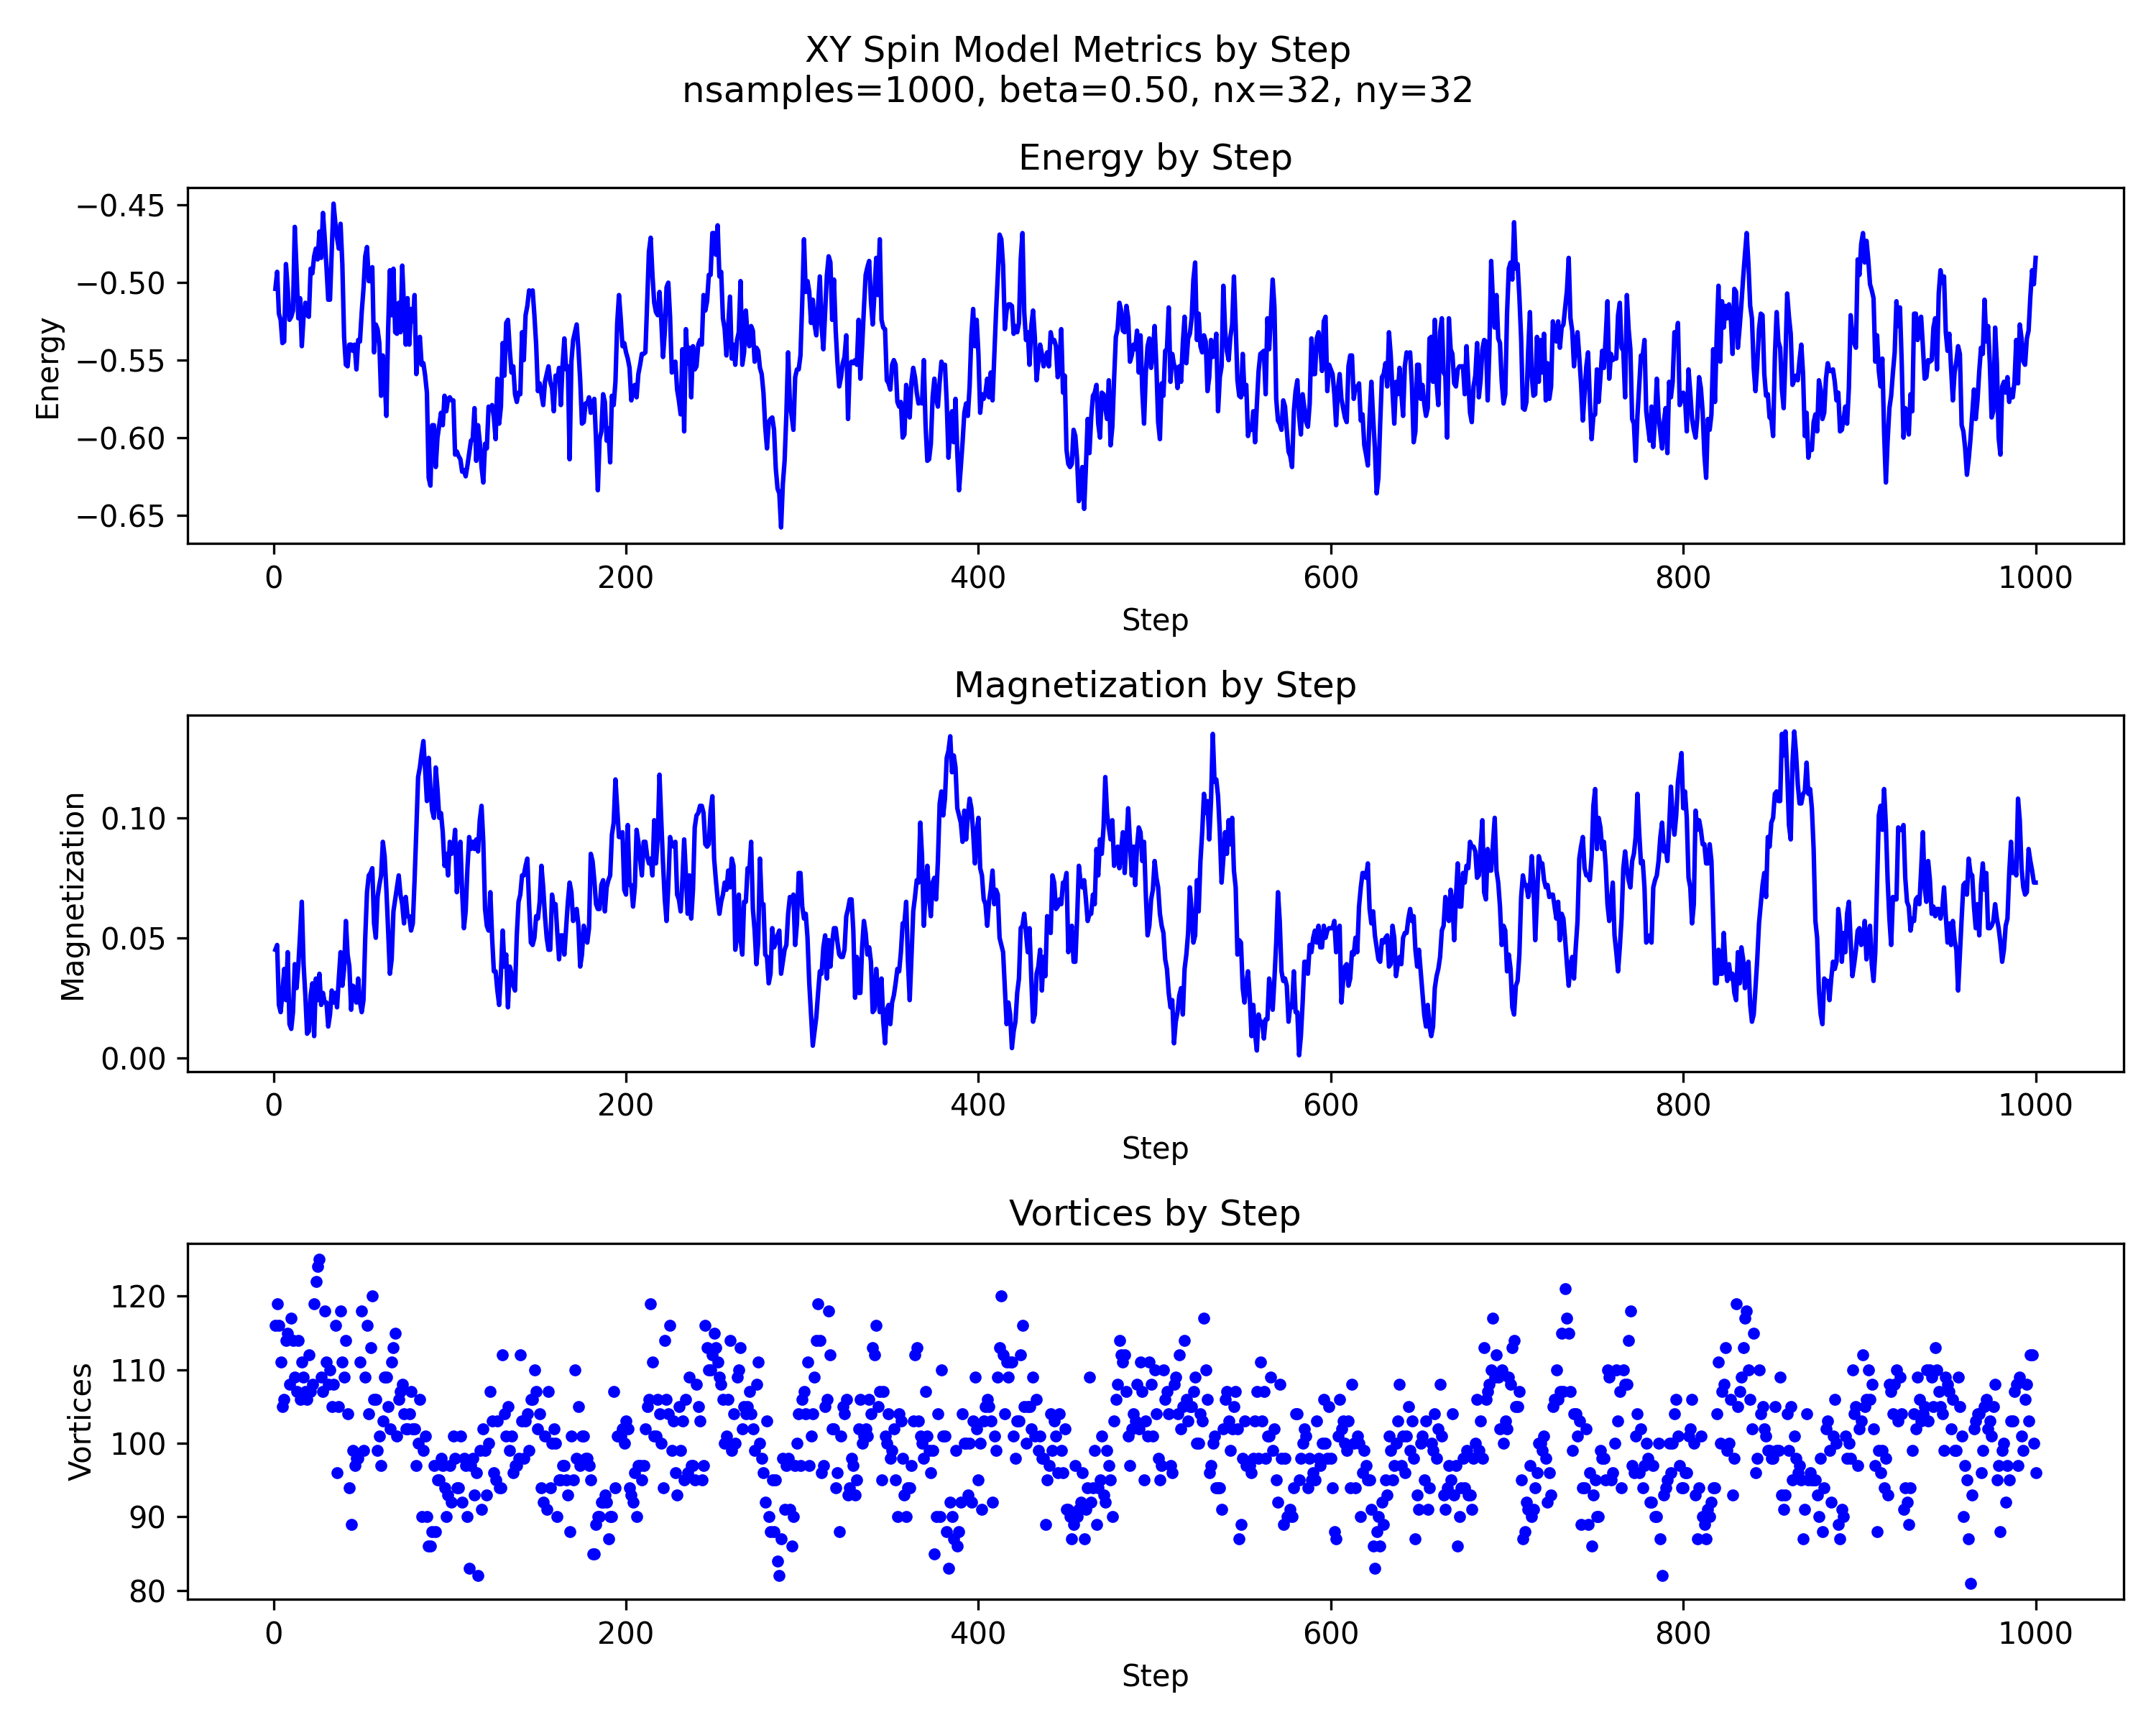 XY Spin Model Metrics by Step
nsamples=1000, beta=0.50, nx=32, ny=32
Energy by Step
Energy
−0.45
−0.50
−0.55
−0.60
−0.65
0 200 400 600 800 1000
Step
Magnetization by Step
Magnetization
0.10
0.05
0.00
0 200 400 600 800 1000
Step
Vortices by Step
Vortices
120
110
100
90
80
0 200 400 600 800 1000
Step